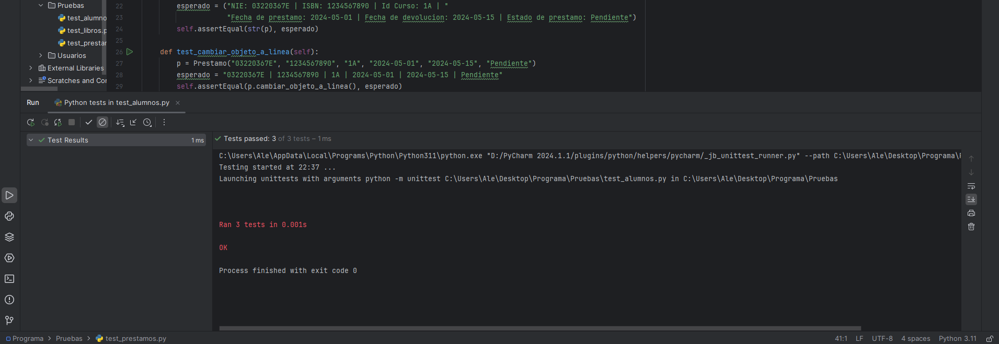 Pruebas
test_alumno
test_libros.p
test_prestar
Usuarios
External Libraries
Scratches and Cor
22 esperado = ("NIE: 03220367E | ISBN: 1234567890 | Id Curso: 1A | "
23 "Fecha de prestamo: 2024-05-01 | Fecha de devolucion: 2024-05-15 | Estado de prestamo: Pendiente")
24 self.assertEqual(str(p), esperado)
25
26 def test_cambiar_objeto_a_linea(self):
27 p = Prestamo("03220367E", "1234567890", "1A", "2024-05-01", "2024-05-15", "Pendiente")
28 esperado = "03220367E | 1234567890 | 1A | 2024-05-01 | 2024-05-15 | Pendiente"
29 self.assertEqual(p.cambiar_objeto_a_linea(), esperado)
Run Python tests in test_alumnos.py
Test Results 1 ms
Tests passed: 3 of 3 tests – 1 ms
C:\Users\Ale\AppData\Local\Programs\Python\Python311\python.exe "D:/PyCharm 2024.1.1/plugins/python/helpers/pycharm/_jb_unittest_runner.py" --path C:\Users\Ale\Desktop\Programa\
Testing started at 22:37 ...
Launching unittests with arguments python -m unittest C:\Users\Ale\Desktop\Programa\Pruebas\test_alumnos.py in C:\Users\Ale\Desktop\Programa\Pruebas
Ran 3 tests in 0.001s
OK
Process finished with exit code 0
Programa > Pruebas > test_prestamos.py 41:1 LF UTF-8 4 spaces Python 3.11